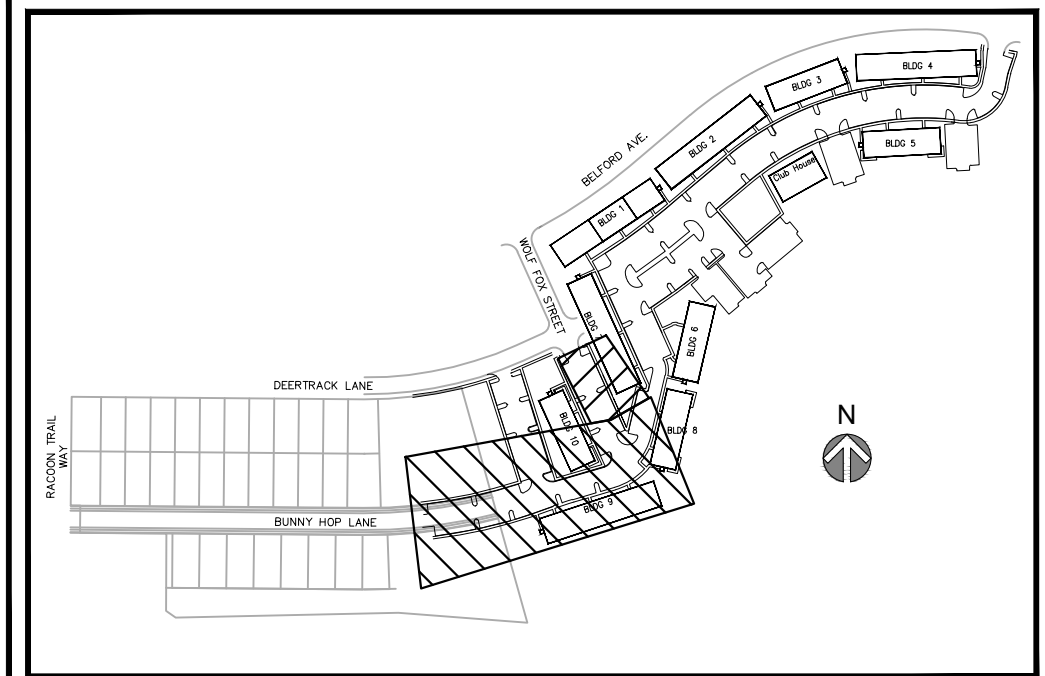 BLDG 4
BLDG 3
BELFORD AVE.
BLDG 2
BLDG 5
Club House
BLDG 1
WOLF FOX STREET
BLDG 7
BLDG 6
DEERTRACK LANE
BLDG 10
BLDG 8
N
RACOON TRAIL
WAY
BLDG 9
BUNNY HOP LANE